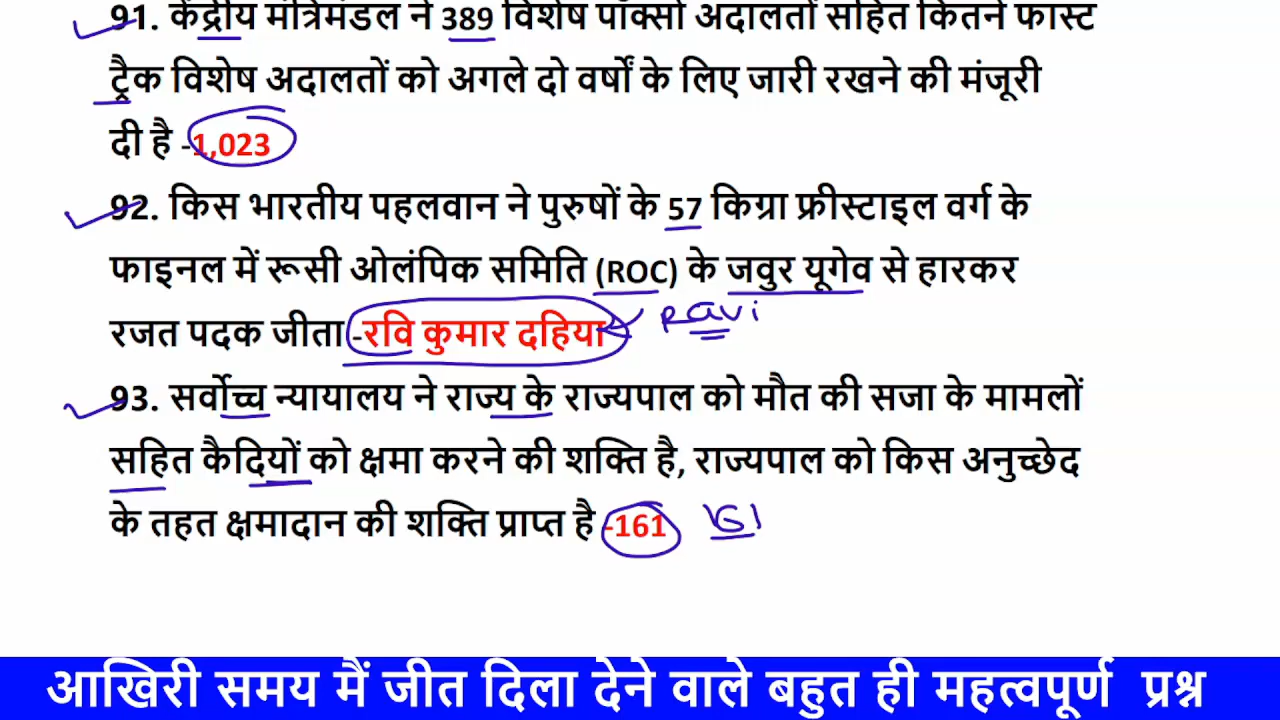 91. केंद्रीय मंत्रिमंडल ने 389 विशेष पॉक्सो अदालतों सहित कितने फास्ट
ट्रैक विशेष अदालतों को अगले दो वर्षों के लिए जारी रखने की मंजूरी
दी है -1,023
92. किस भारतीय पहलवान ने पुरुषों के 57 किग्रा फ्रीस्टाइल वर्ग के
फाइनल में रूसी ओलंपिक समिति (ROC) के जवुर यूगेव से हारकर
रजत पदक जीता -रवि कुमार दहिया Ravi
93. सर्वोच्च न्यायालय ने राज्य के राज्यपाल को मौत की सजा के मामलों
सहित कैदियों को क्षमा करने की शक्ति है, राज्यपाल को किस अनुच्छेद
के तहत क्षमादान की शक्ति प्राप्त है -161 161
आखिरी समय मैं जीत दिला देने वाले बहुत ही महत्वपूर्ण प्रश्न